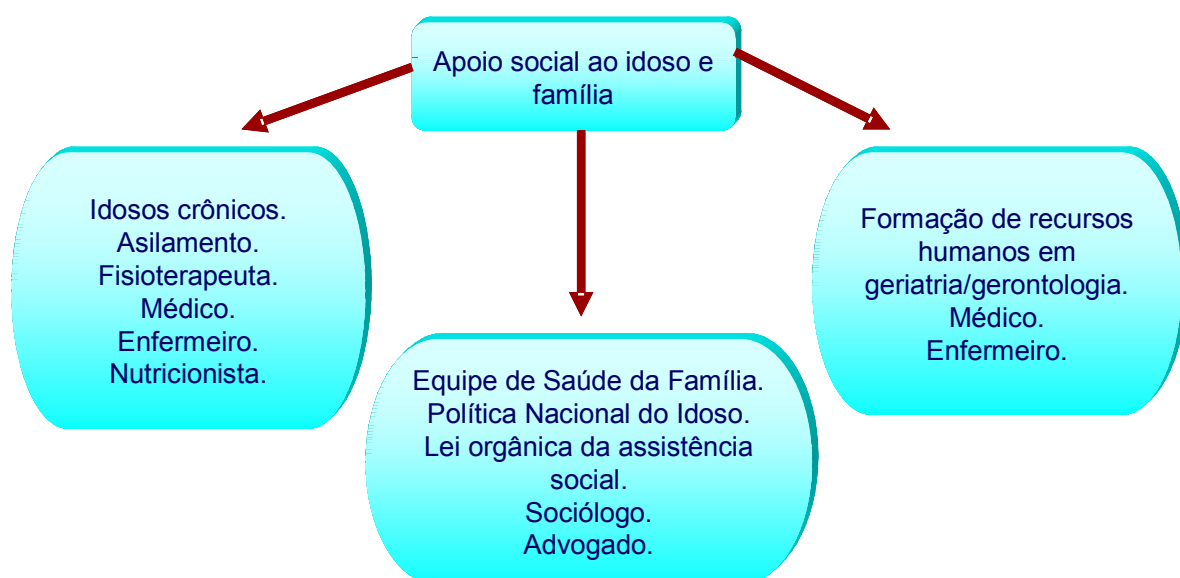 Apoio social ao idoso e
família
Idosos crônicos.
Asilamento.
Fisioterapeuta.
Médico.
Enfermeiro.
Nutricionista.
Equipe de Saúde da Família.
Política Nacional do Idoso.
Lei orgânica da assistência
social.
Sociólogo.
Advogado.
Formação de recursos
humanos em
geriatria/gerontologia.
Médico.
Enfermeiro.